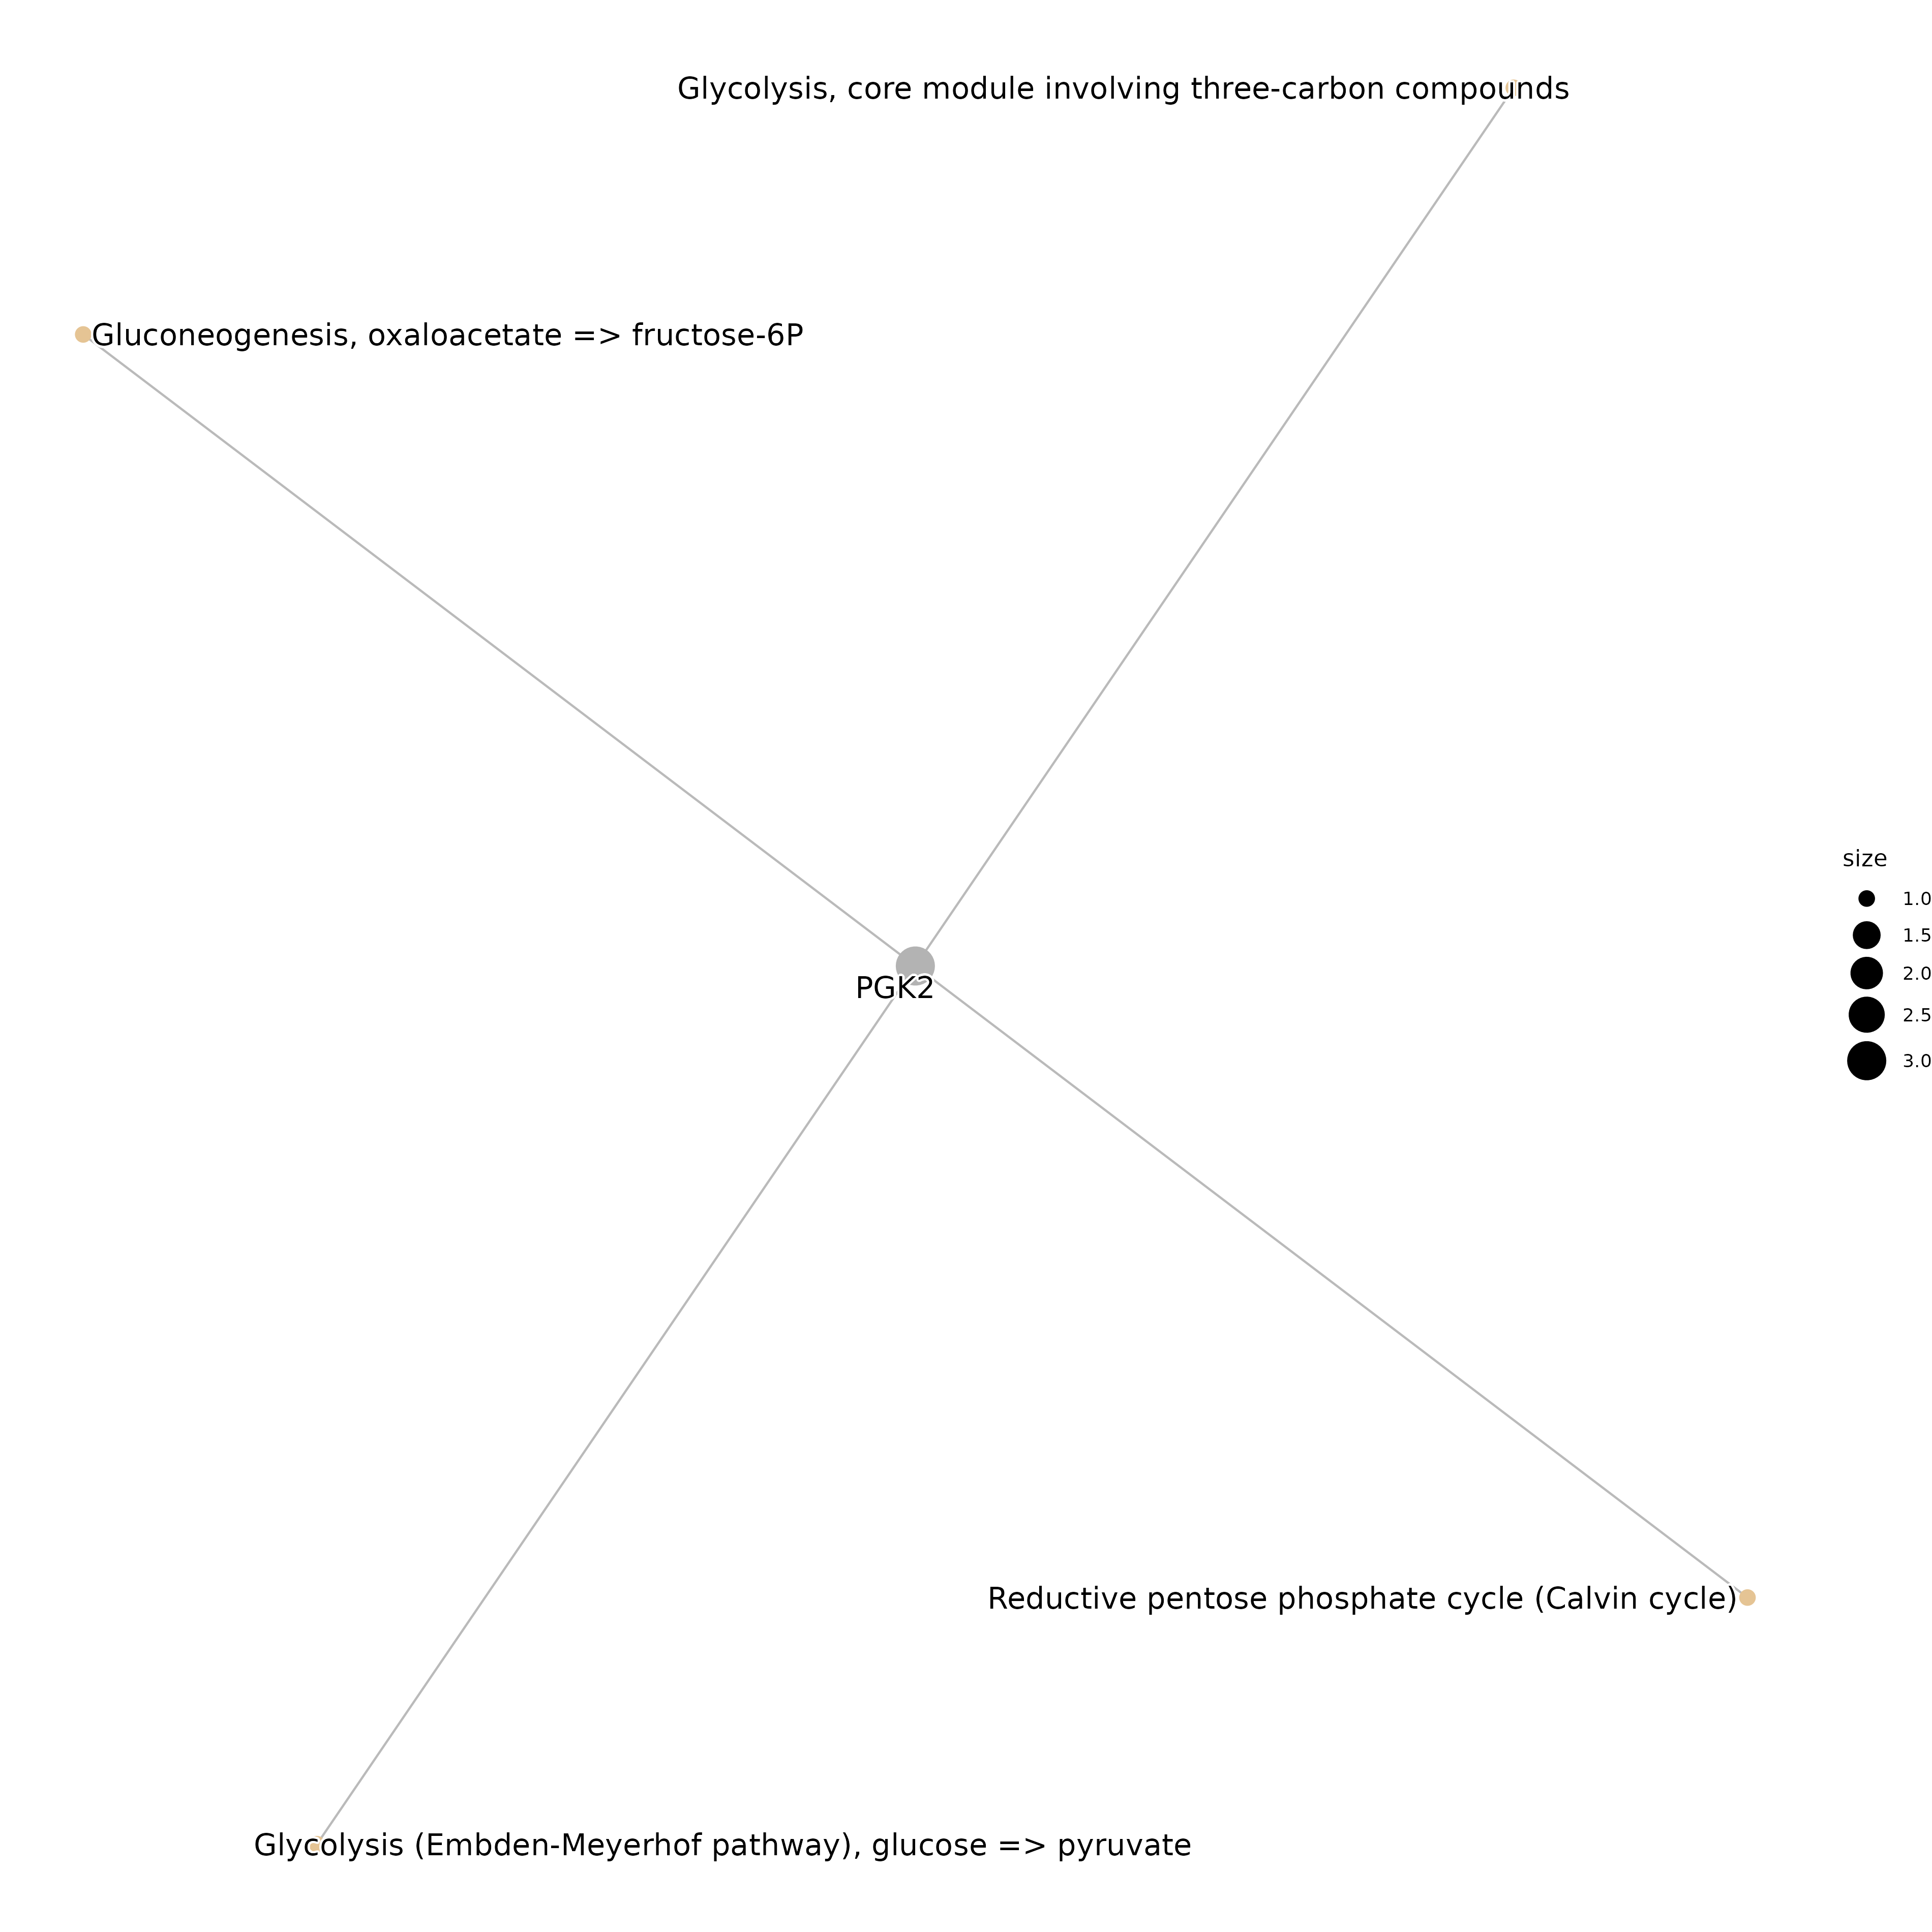 Glycolysis, core module involving three-carbon compounds
Gluconeogenesis, oxaloacetate => fructose-6P
size
1.0
1.5
2.0
2.5
3.0
PGK2
Reductive pentose phosphate cycle (Calvin cycle)
Glycolysis (Embden-Meyerhof pathway), glucose => pyruvate